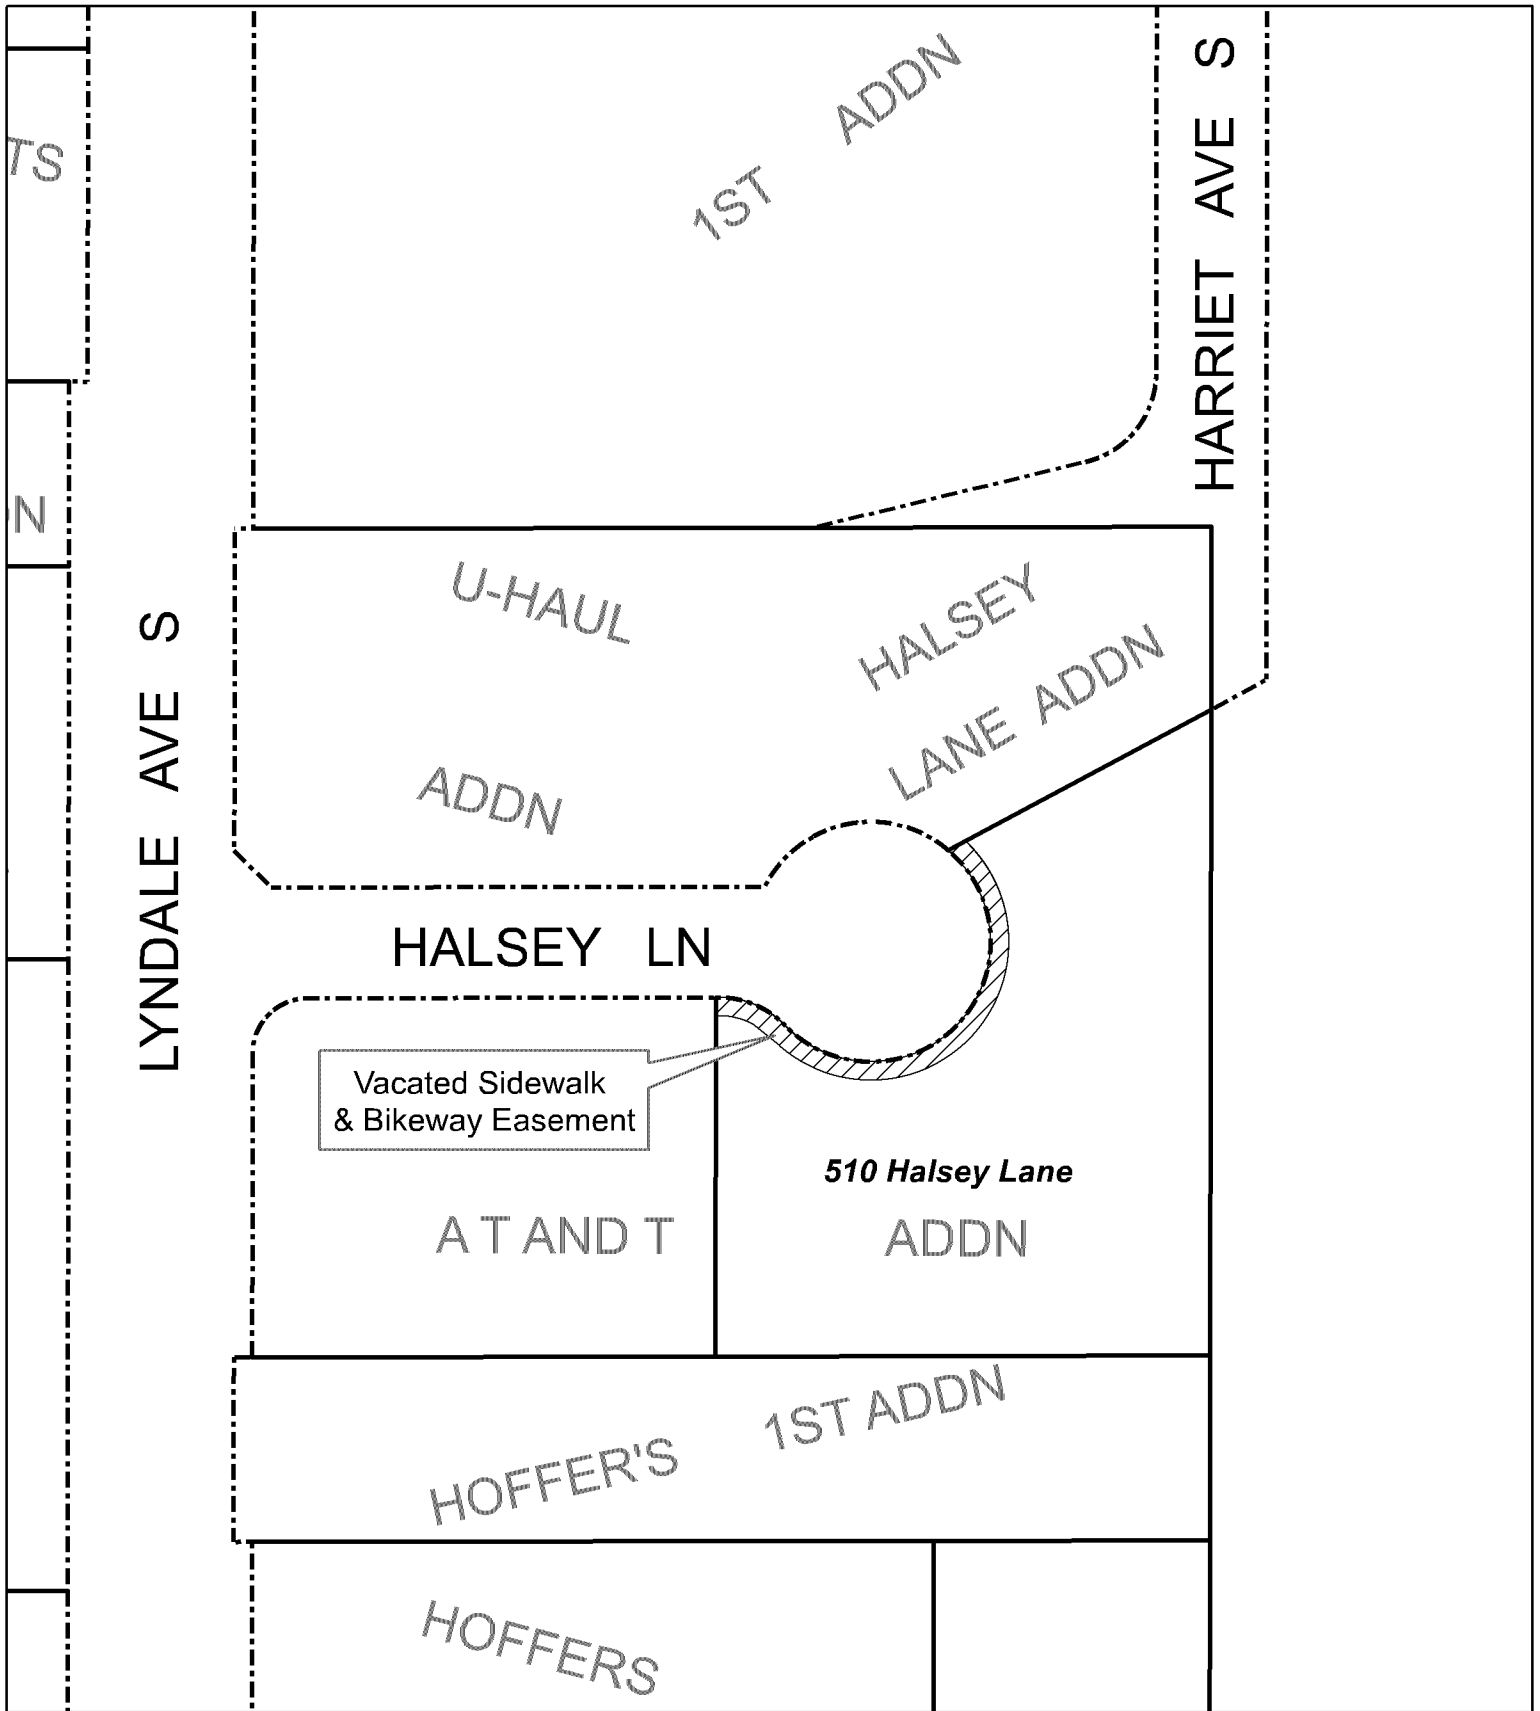 1ST ADDN
HARRIET AVE S
TS
N
U-HAUL
ADDN
HALSEY
LANE ADDN
LYNDALE AVE S
HALSEY LN
Vacated Sidewalk
& Bikeway Easement
510 Halsey Lane
A T AND T
ADDN
HOFFER'S 1ST ADDN
HOFFERS